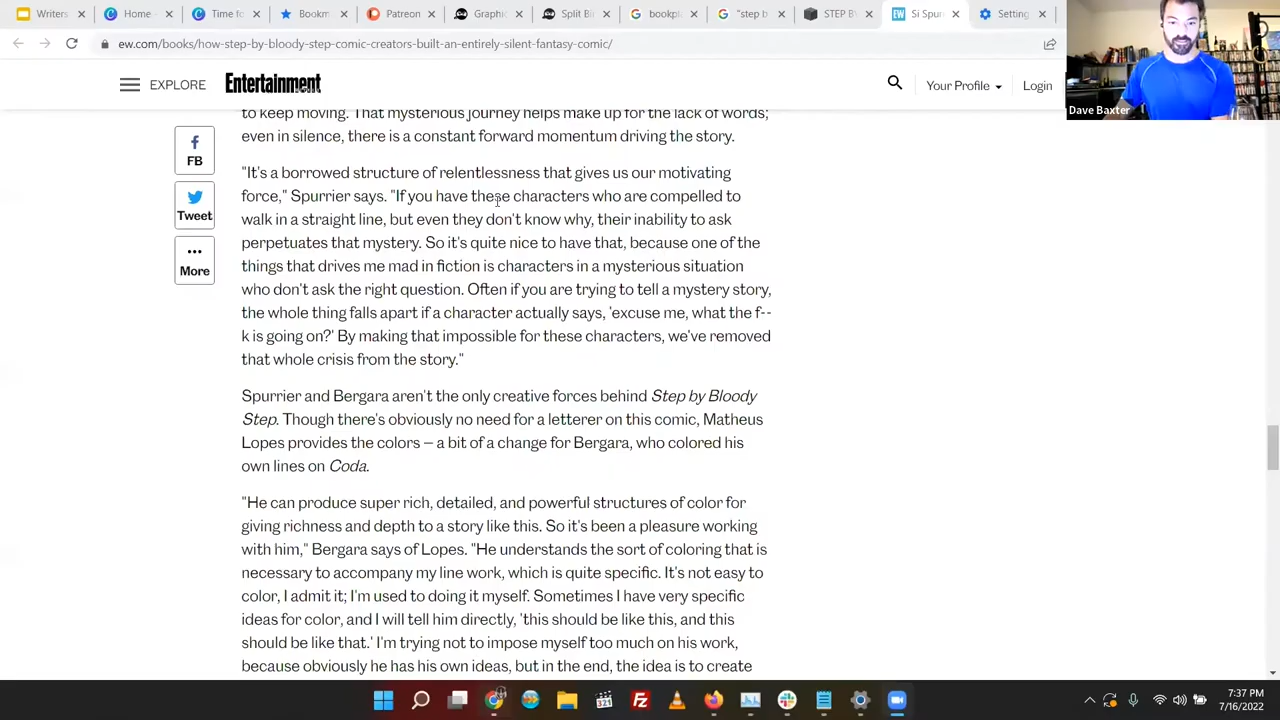 Writers
Home -
Time fo
Bookm
Patreon
Graphi
Split Bi
bookpl
"step b
STEP B
Si Spur
Setting
ew.com/books/how-step-by-bloody-step-comic-creators-built-an-entirely-silent-fantasy-comic/
EXPLORE
Entertainment
Your Profile
Login
Dave Baxter
FB
Tweet
More
to keep moving. That mysterious journey helps make up for the lack of words;
even in silence, there is a constant forward momentum driving the story.
"It's a borrowed structure of relentlessness that gives us our motivating
force," Spurrier says. "If you have these characters who are compelled to
walk in a straight line, but even they don't know why, their inability to ask
perpetuates that mystery. So it's quite nice to have that, because one of the
things that drives me mad in fiction is characters in a mysterious situation
who don't ask the right question. Often if you are trying to tell a mystery story,
the whole thing falls apart if a character actually says, 'excuse me, what the f--
k is going on?' By making that impossible for these characters, we've removed
that whole crisis from the story."
Spurrier and Bergara aren't the only creative forces behind Step by Bloody
Step. Though there's obviously no need for a letterer on this comic, Matheus
Lopes provides the colors — a bit of a change for Bergara, who colored his
own lines on Coda.
"He can produce super rich, detailed, and powerful structures of color for
giving richness and depth to a story like this. So it's been a pleasure working
with him," Bergara says of Lopes. "He understands the sort of coloring that is
necessary to accompany my line work, which is quite specific. It's not easy to
color, I admit it; I'm used to doing it myself. Sometimes I have very specific
ideas for color, and I will tell him directly, 'this should be like this, and this
should be like that.' I'm trying not to impose myself too much on his work,
because obviously he has his own ideas, but in the end, the idea is to create
321
7:37 PM
7/16/2022